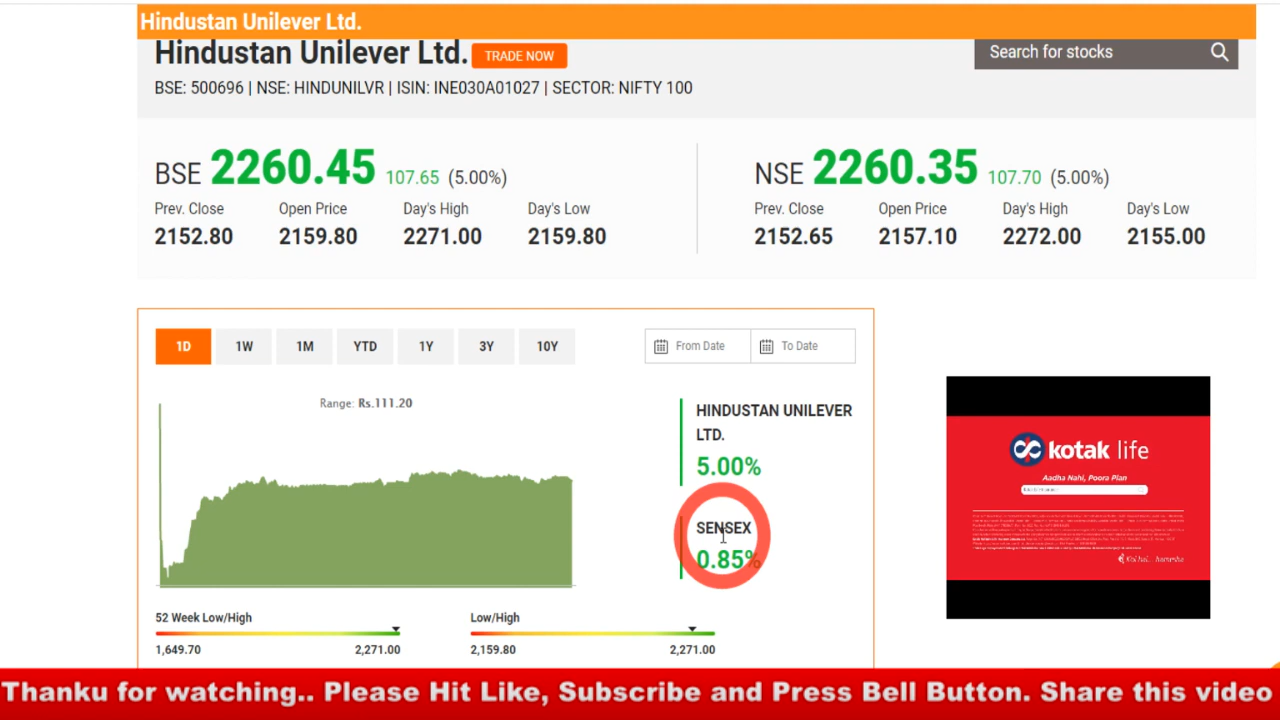 Hindustan Unilever Ltd.
Hindustan Unilever Ltd. TRADE NOW
Search for stocks
BSE: 500696 | NSE: HINDUNILVR | ISIN: INE030A01027 | SECTOR: NIFTY 100
BSE 2260.45 107.65 (5.00%)
Prev. Close Open Price Day's High Day's Low
2152.80 2159.80 2271.00 2159.80
NSE 2260.35 107.70 (5.00%)
Prev. Close Open Price Day's High Day's Low
2152.65 2157.10 2272.00 2155.00
1D 1W 1M YTD 1Y 3Y 10Y
From Date To Date
Range: Rs.111.20
HINDUSTAN UNILEVER
LTD.
5.00%
SENSEX
0.85%
52 Week Low/High
1,649.70 2,271.00
Low/High
2,159.80 2,271.00
kotak life
Aadha Nahi, Poora Plan
Koi hai... hamesha
Thanku for watching.. Please Hit Like, Subscribe and Press Bell Button. Share this video